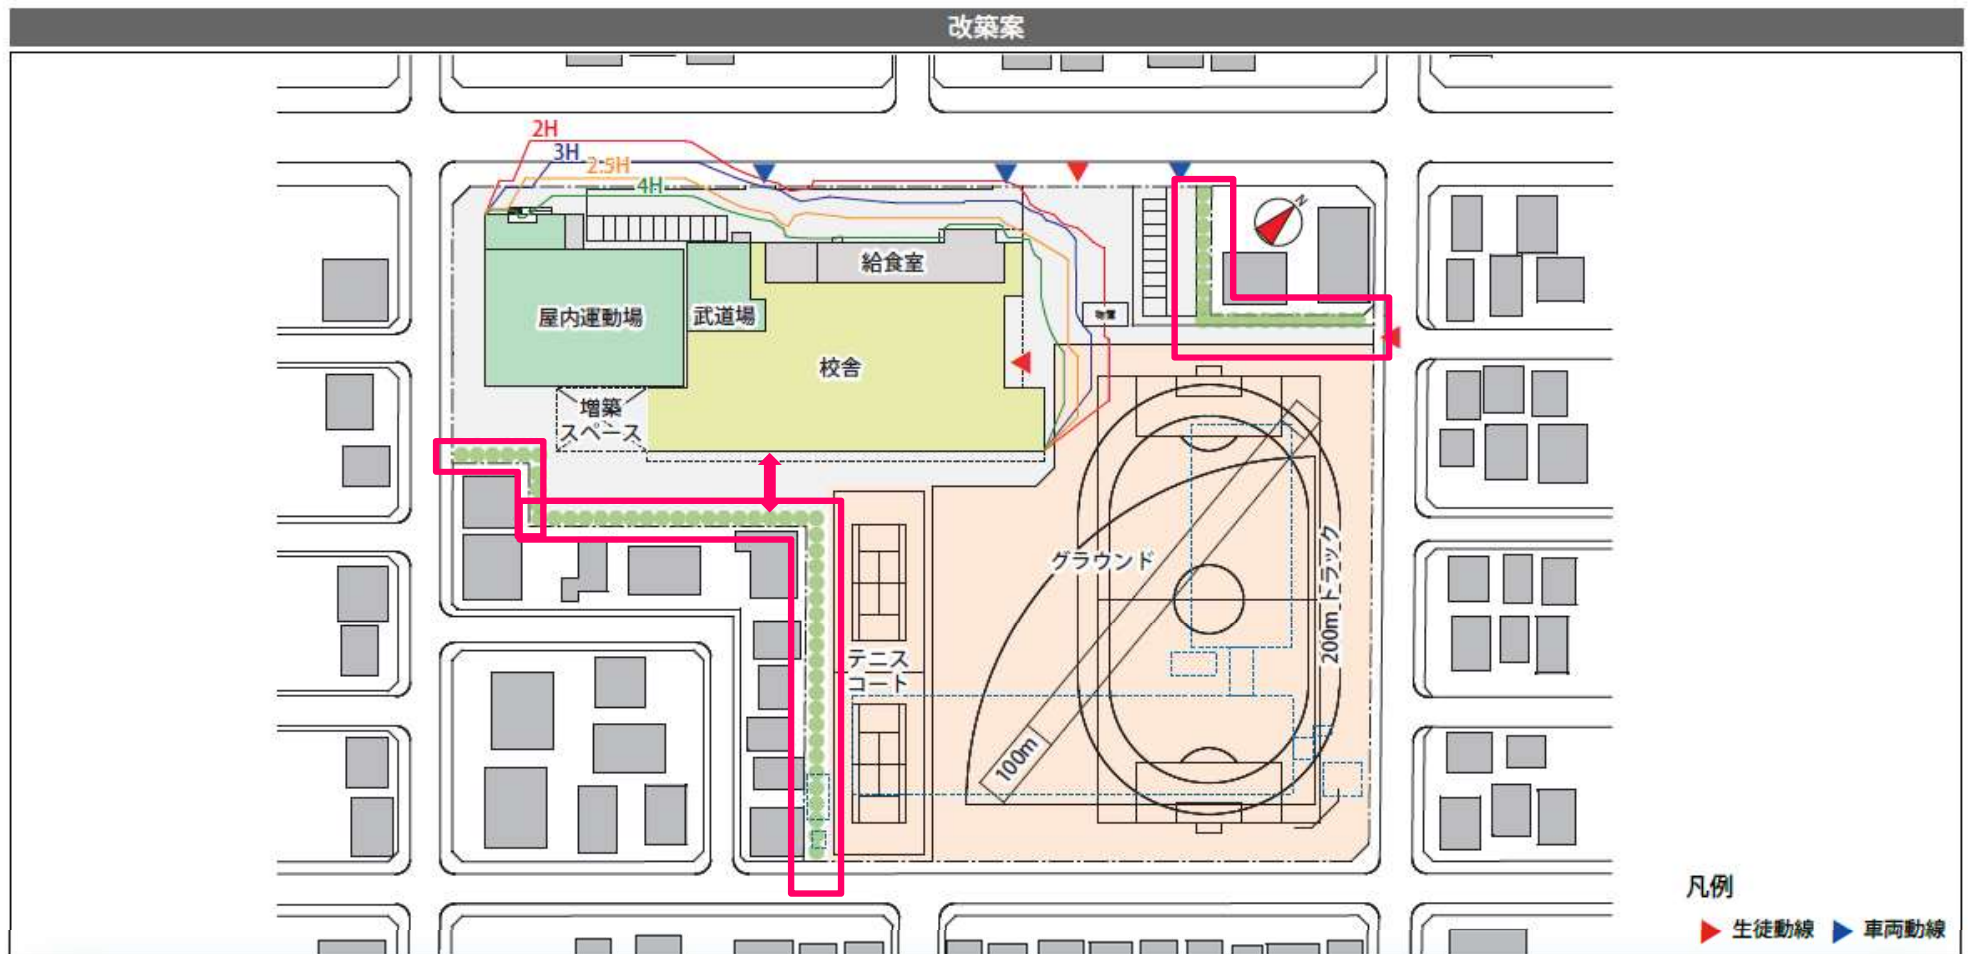 改築案
2H
3H
2.5H
4H
N
給食室
屋内運動場
武道場
物置
校舎
増築
スペース
グラウンド
200mトラック
テニス
コート
100m
凡例
生徒動線
車両動線